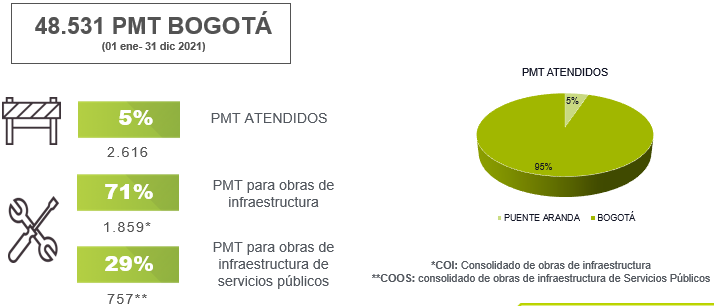 48.531 PMT BOGOTÁ
(01 ene- 31 dic 2021)
5%
PMT ATENDIDOS
2.616
71%
PMT para obras de
infraestructura
1.859*
29%
PMT para obras de
infraestructura de
servicios públicos
757**
PMT ATENDIDOS
5%
95%
PUENTE ARANDA
BOGOTÁ
*COI: Consolidado de obras de infraestructura
**COOS: consolidado de obras de infraestructura de Servicios Públicos